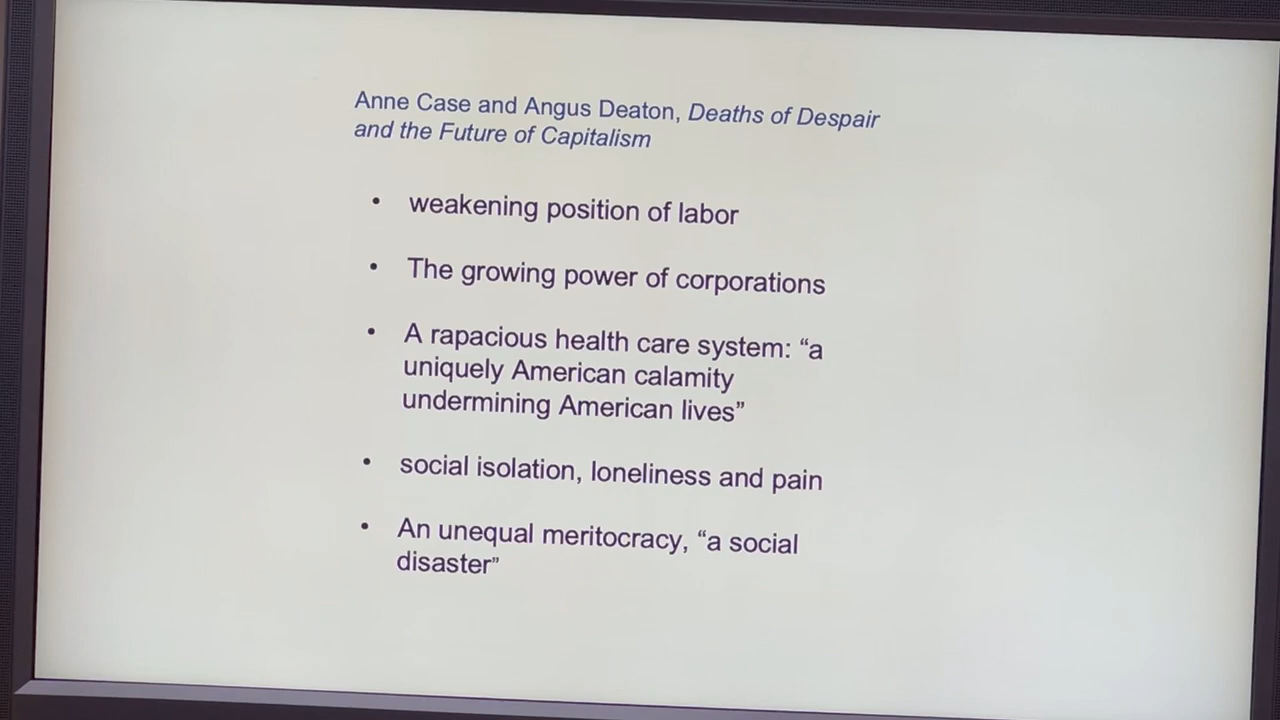 Anne Case and Angus Deaton, Deaths of Despair
and the Future of Capitalism
• weakening position of labor
• The growing power of corporations
• A rapacious health care system: “a
uniquely American calamity
undermining American lives”
• social isolation, loneliness and pain
• An unequal meritocracy, “a social
disaster”